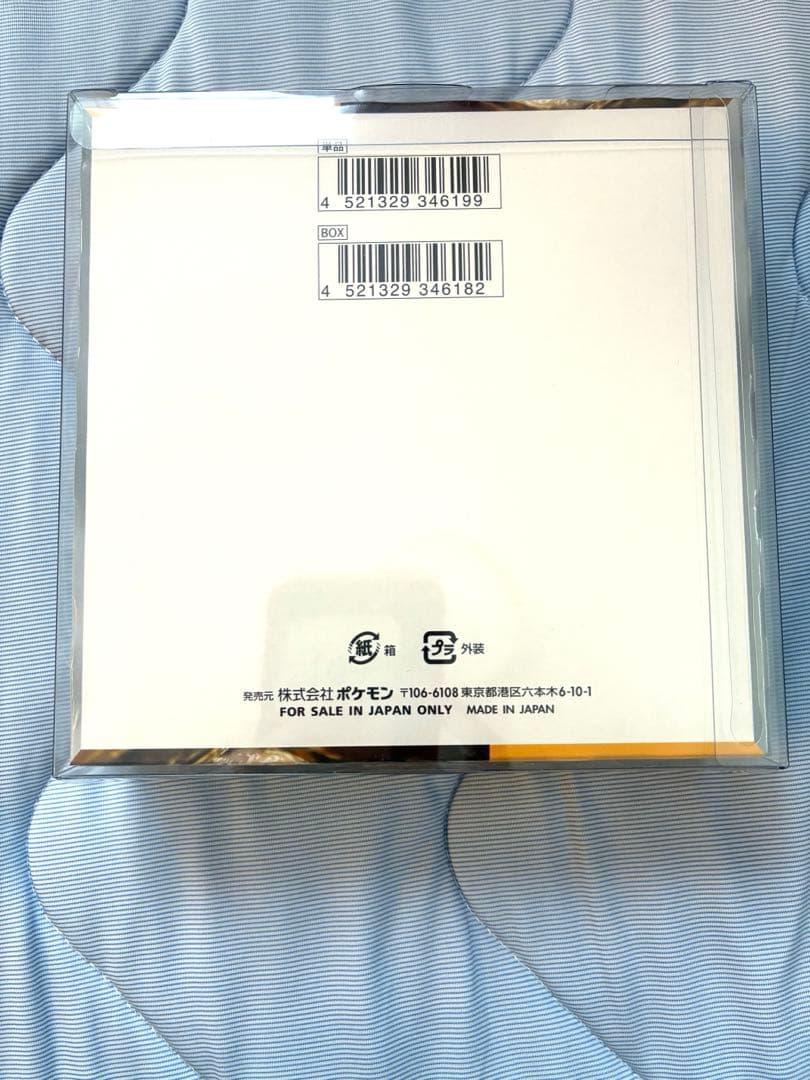 単品
4 521329 346199
BOX
4 521329 346182
紙 箱 プラ 外装
発売元 株式会社 ポケモン 〒106-6108 東京都港区六本木6-10-1
FOR SALE IN JAPAN ONLY MADE IN JAPAN